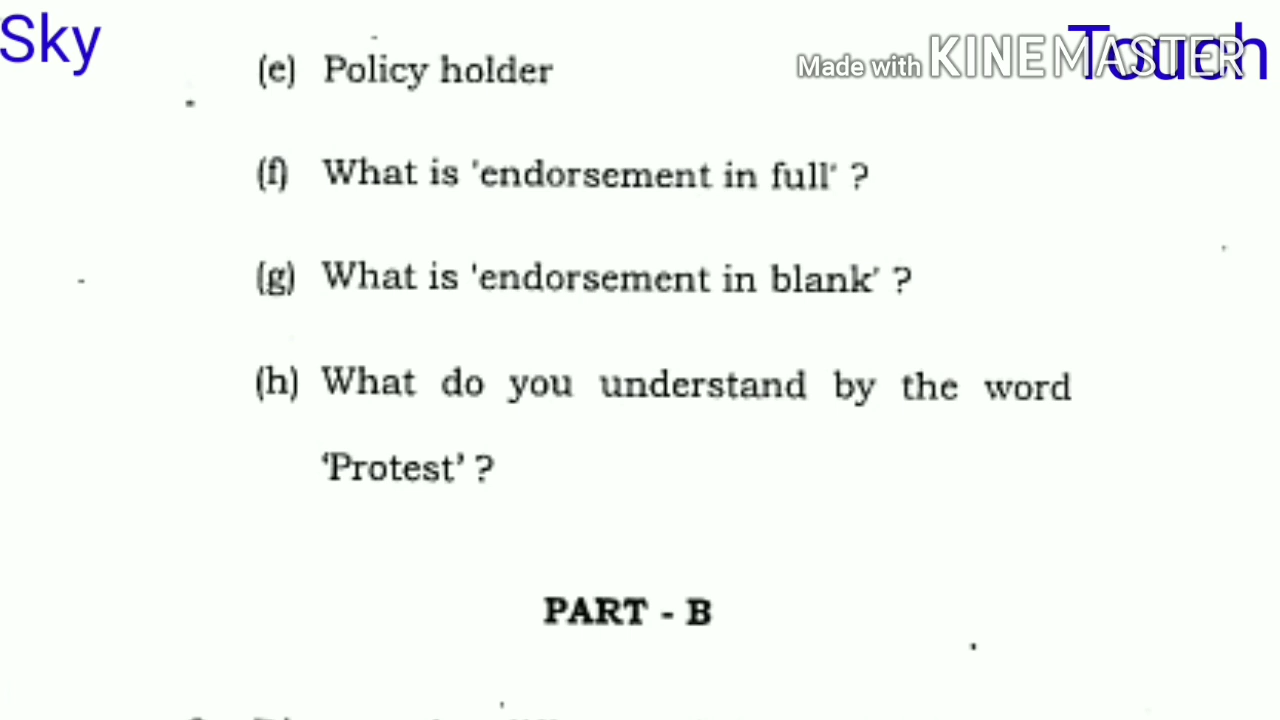 Sky
Touch
Made with KINEMASTER
(e) Policy holder
(f) What is 'endorsement in full' ?
(g) What is 'endorsement in blank' ?
(h) What do you understand by the word
'Protest' ?
PART - B